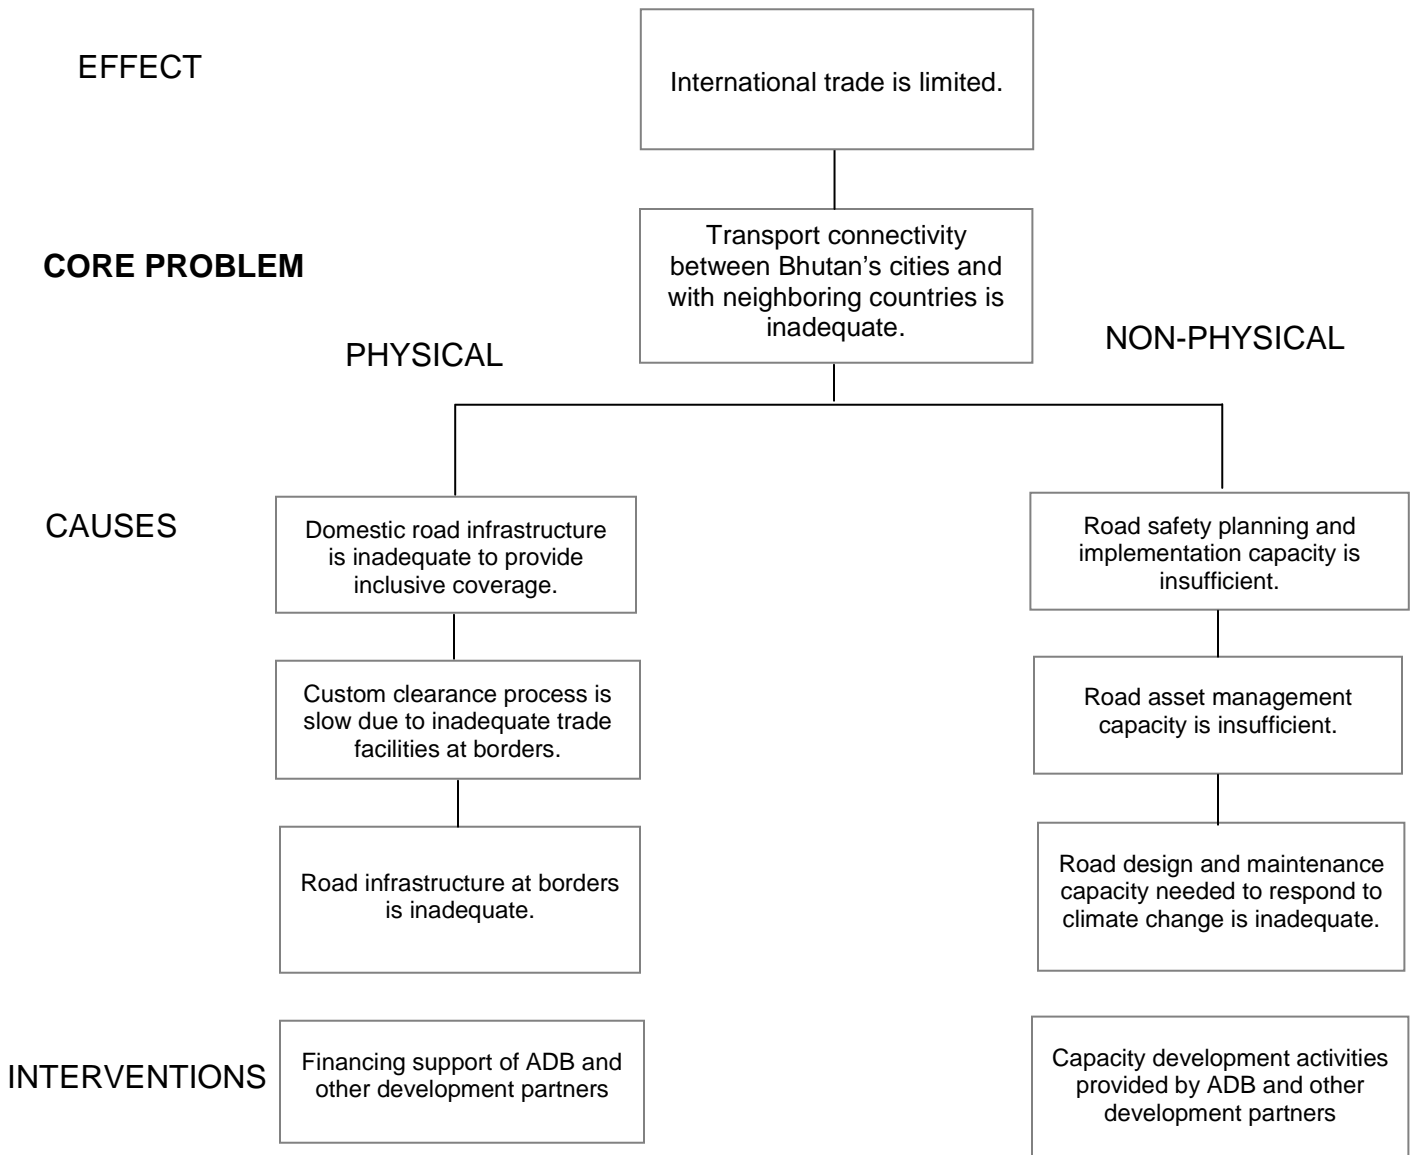 EFFECT
International trade is limited.
CORE PROBLEM
Transport connectivity
between Bhutan’s cities and
with neighboring countries is
inadequate.
PHYSICAL
NON-PHYSICAL
CAUSES
Domestic road infrastructure
is inadequate to provide
inclusive coverage.
Road safety planning and
implementation capacity is
insufficient.
Custom clearance process is
slow due to inadequate trade
facilities at borders.
Road asset management
capacity is insufficient.
Road infrastructure at borders
is inadequate.
Road design and maintenance
capacity needed to respond to
climate change is inadequate.
INTERVENTIONS
Financing support of ADB and
other development partners
Capacity development activities
provided by ADB and other
development partners